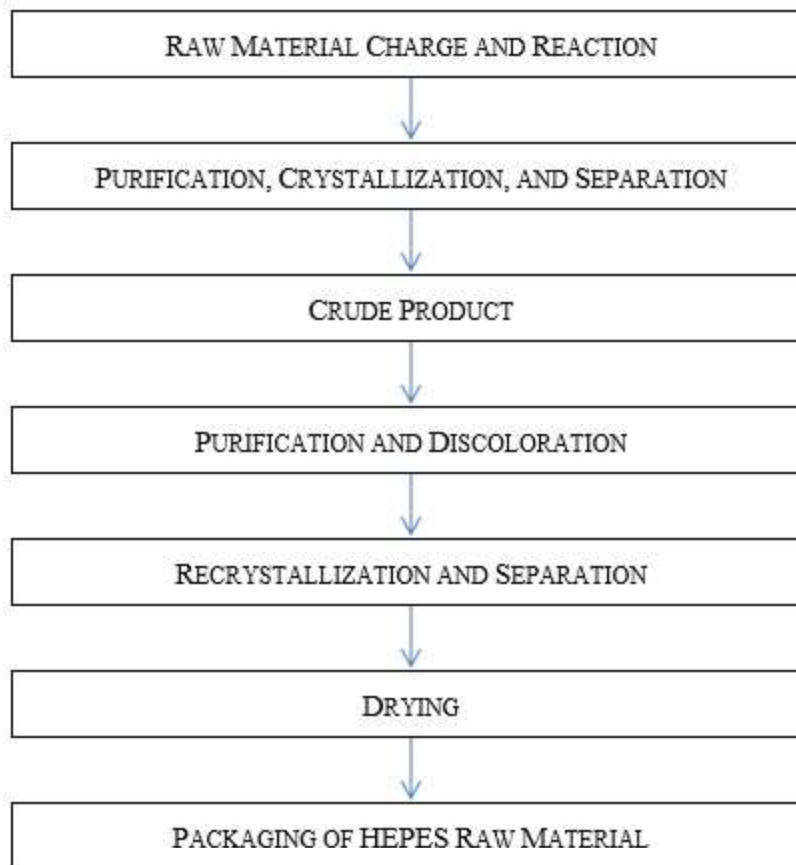 RAW MATERIAL CHARGE AND REACTION
PURIFICATION, CRYSTALLIZATION, AND SEPARATION
CRUDE PRODUCT
PURIFICATION AND DISCOLORATION
RECRYSTALLIZATION AND SEPARATION
DRYING
PACKAGING OF HEPES RAW MATERIAL